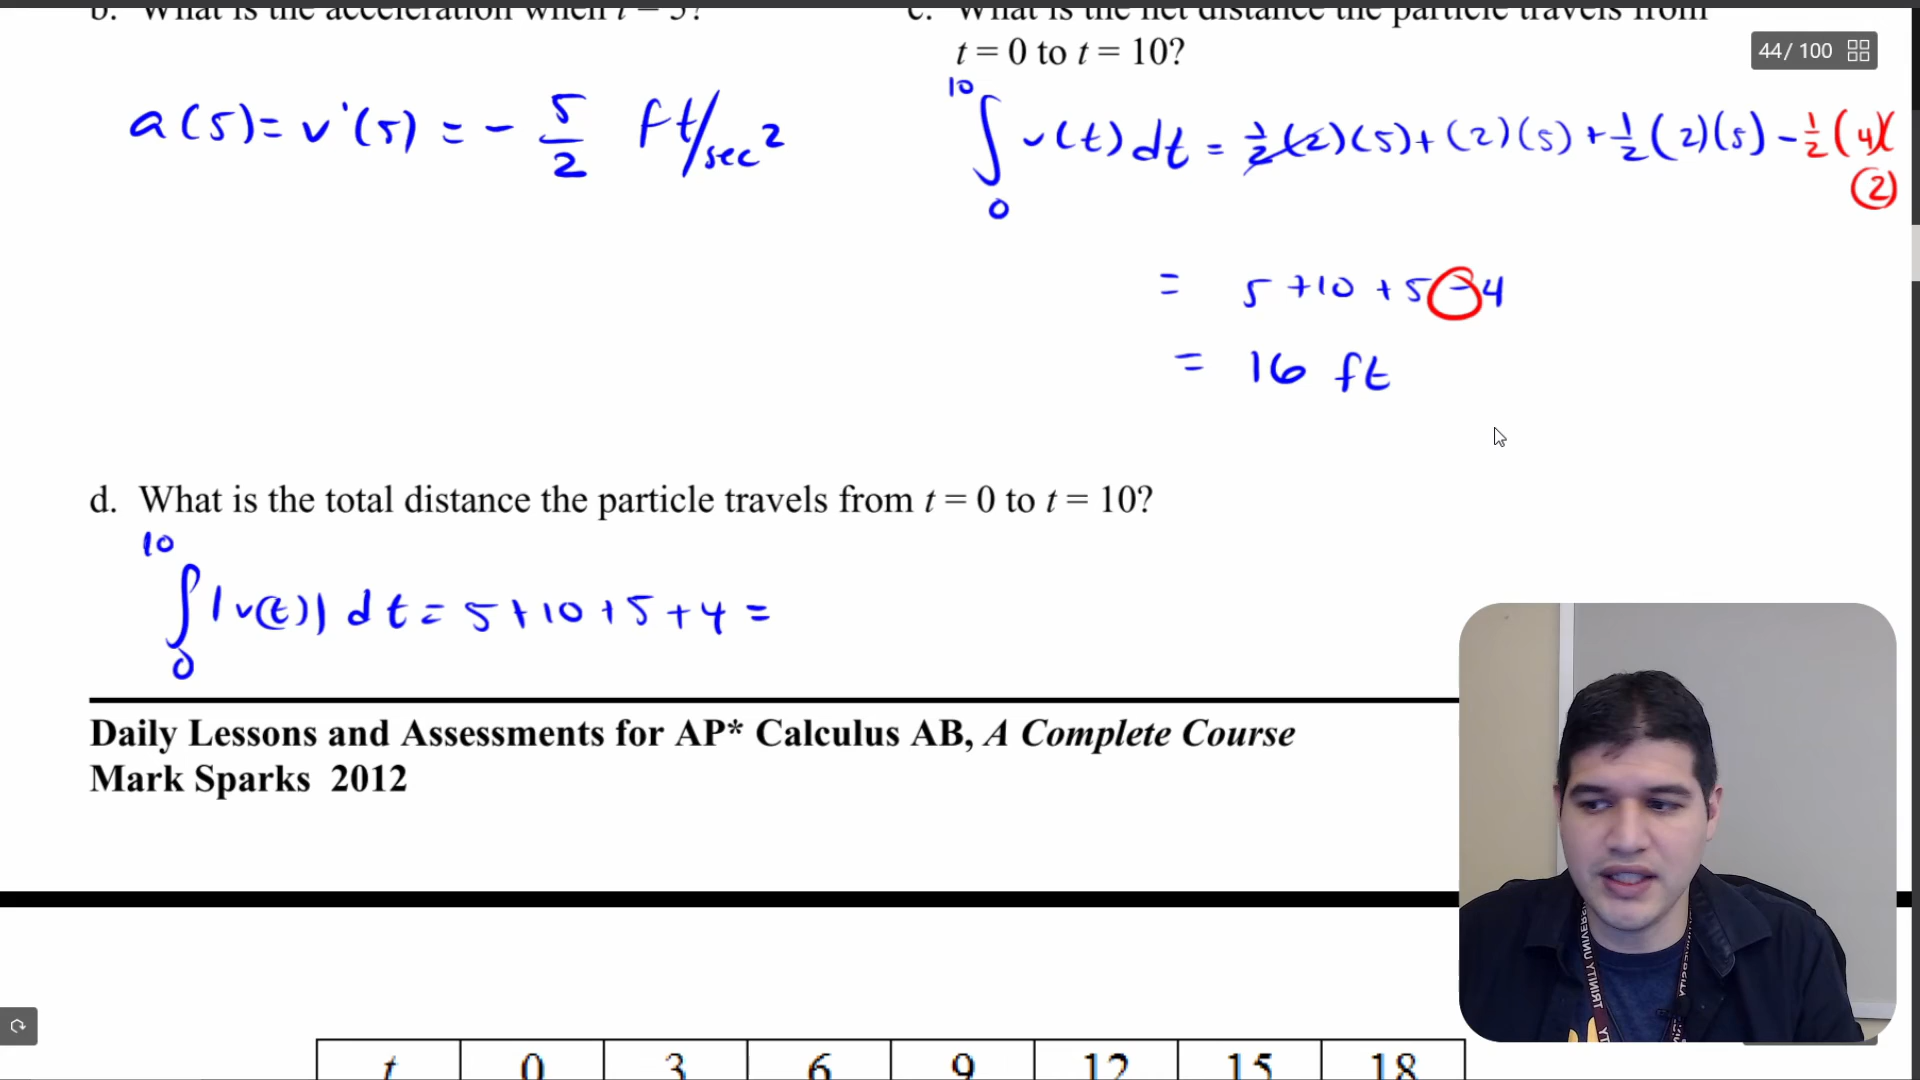 b. What is the acceleration when t = 5?
c. What is the net distance the particle travels from
t = 0 to t = 10?
44 / 100
a(5) = v'(5) = - 5/2 ft/sec²
∫₀¹⁰ v(t) dt = 1/2(2)(5) + (2)(5) + 1/2(2)(5) - 1/2(4)(
2)
= 5 + 10 + 5 - 4
= 16 ft
d. What is the total distance the particle travels from t = 0 to t = 10?
∫₀¹⁰ |v(t)| dt = 5 + 10 + 5 + 4 =
Daily Lessons and Assessments for AP* Calculus AB, A Complete Course
Mark Sparks 2012
TRINITY UNIVERSITY
t 0 3 6 9 12 15 18